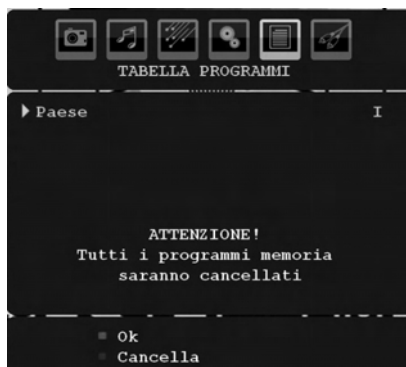 TABELLA PROGRAMMI
Paese I
ATTENZIONE!
Tutti i programmi memoria
saranno cancellati
Ok
Cancella